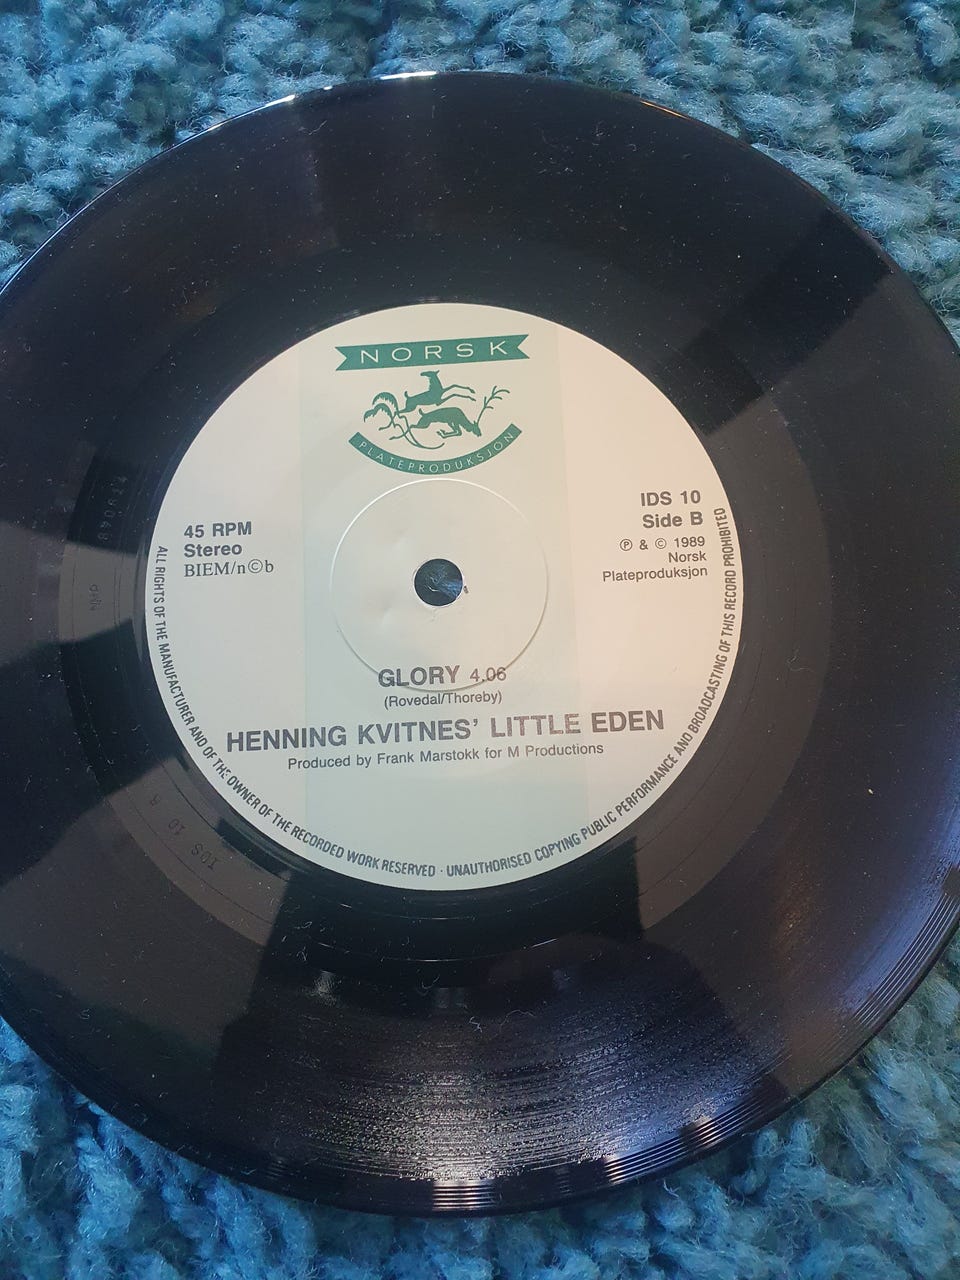 NORSK
PLATEPRODUKSJON
45 RPM
Stereo
BIEM/n©b
IDS 10
Side B
℗ & © 1989
Norsk
Plateproduksjon
GLORY 4.06
(Rovedal/Thoreby)
HENNING KVITNES' LITTLE EDEN
Produced by Frank Marstokk for M Productions
ALL RIGHTS OF THE MANUFACTURER AND OF THE OWNER OF THE RECORDED WORK RESERVED · UNAUTHORISED COPYING PUBLIC PERFORMANCE AND BROADCASTING OF THIS RECORD PROHIBITED
IDS 10 B